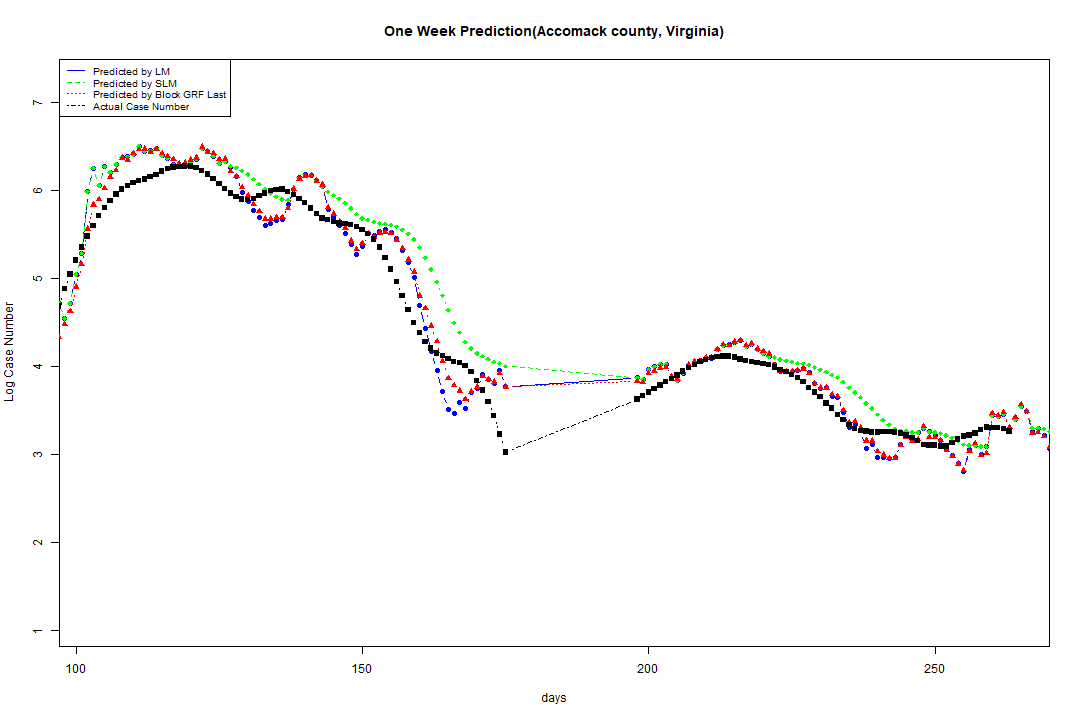 One Week Prediction(Accomack county, Virginia)
Predicted by LM
Predicted by SLM
Predicted by Block GRF Last
Actual Case Number
7
6
5
4
3
2
1
Log Case Number
100 150 200 250
days